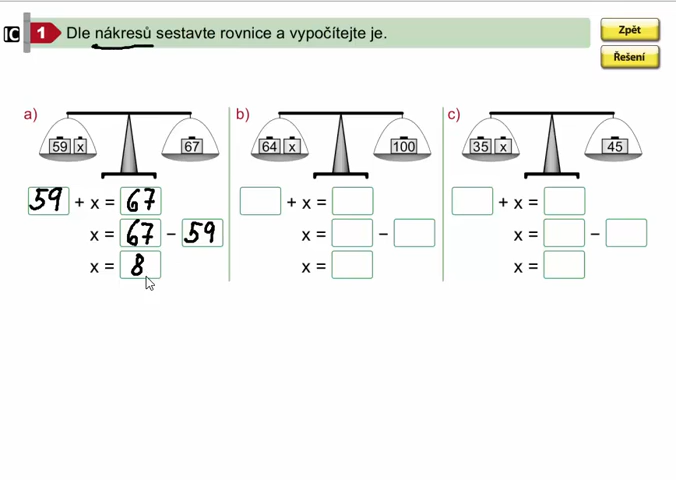 IC 1 Dle nákresů sestavte rovnice a vypočítejte je.
Zpět
Řešení
a)
59 x 67
59 + x = 67
x = 67 - 59
x = 8
b)
64 x 100
+ x =
x = -
x =
c)
35 x 45
+ x =
x = -
x =